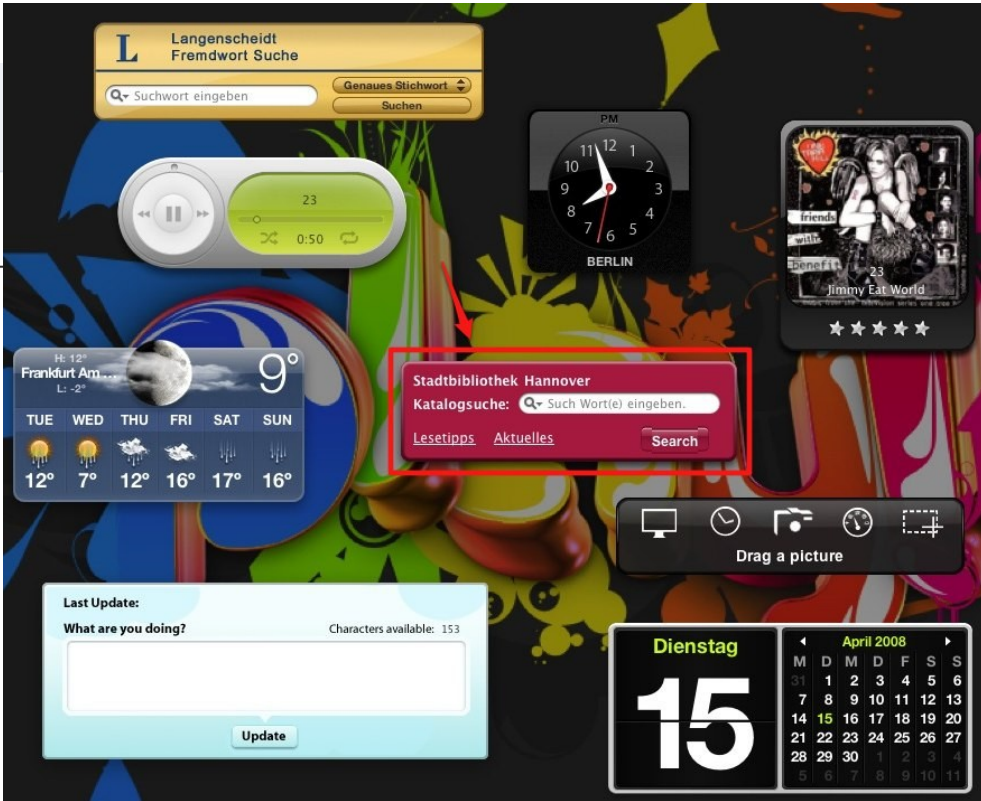 L
Langenscheidt
Fremdwort Suche
Suchwort eingeben
Genaues Stichwort
Suchen
23
0:50
PM
11 12 1
10 2
9 3
8 4
7 6 5
BERLIN
friends
with
benefit
23
Jimmy Eat World
H: 12°
Frankfurt Am ...
L: -2°
9°
TUE WED THU FRI SAT SUN
12° 7° 12° 16° 17° 16°
Stadtbibliothek Hannover
Katalogsuche: Such Wort(e) eingeben.
Lesetipps Aktuelles Search
Drag a picture
Last Update:
What are you doing? Characters available: 153
Update
Dienstag
15
April 2008
M D M D F S S
31 1 2 3 4 5 6
7 8 9 10 11 12 13
14 15 16 17 18 19 20
21 22 23 24 25 26 27
28 29 30 1 2 3 4
5 6 7 8 9 10 11